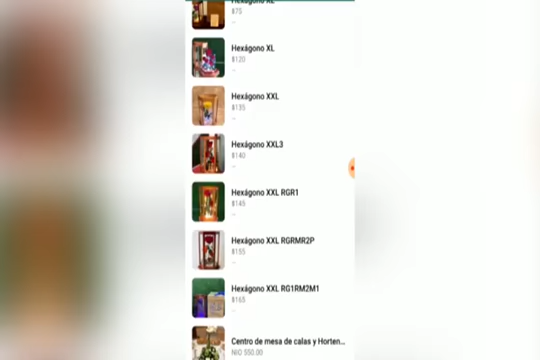 $75
Hexágono XL
$120
Hexágono XXL
$135
Hexágono XXL3
$140
Hexágono XXL RGR1
$145
Hexágono XXL RGRMR2P
$155
Hexágono XXL RG1RM2M1
$165
Centro de mesa de calas y Horten...
NIO 550.00